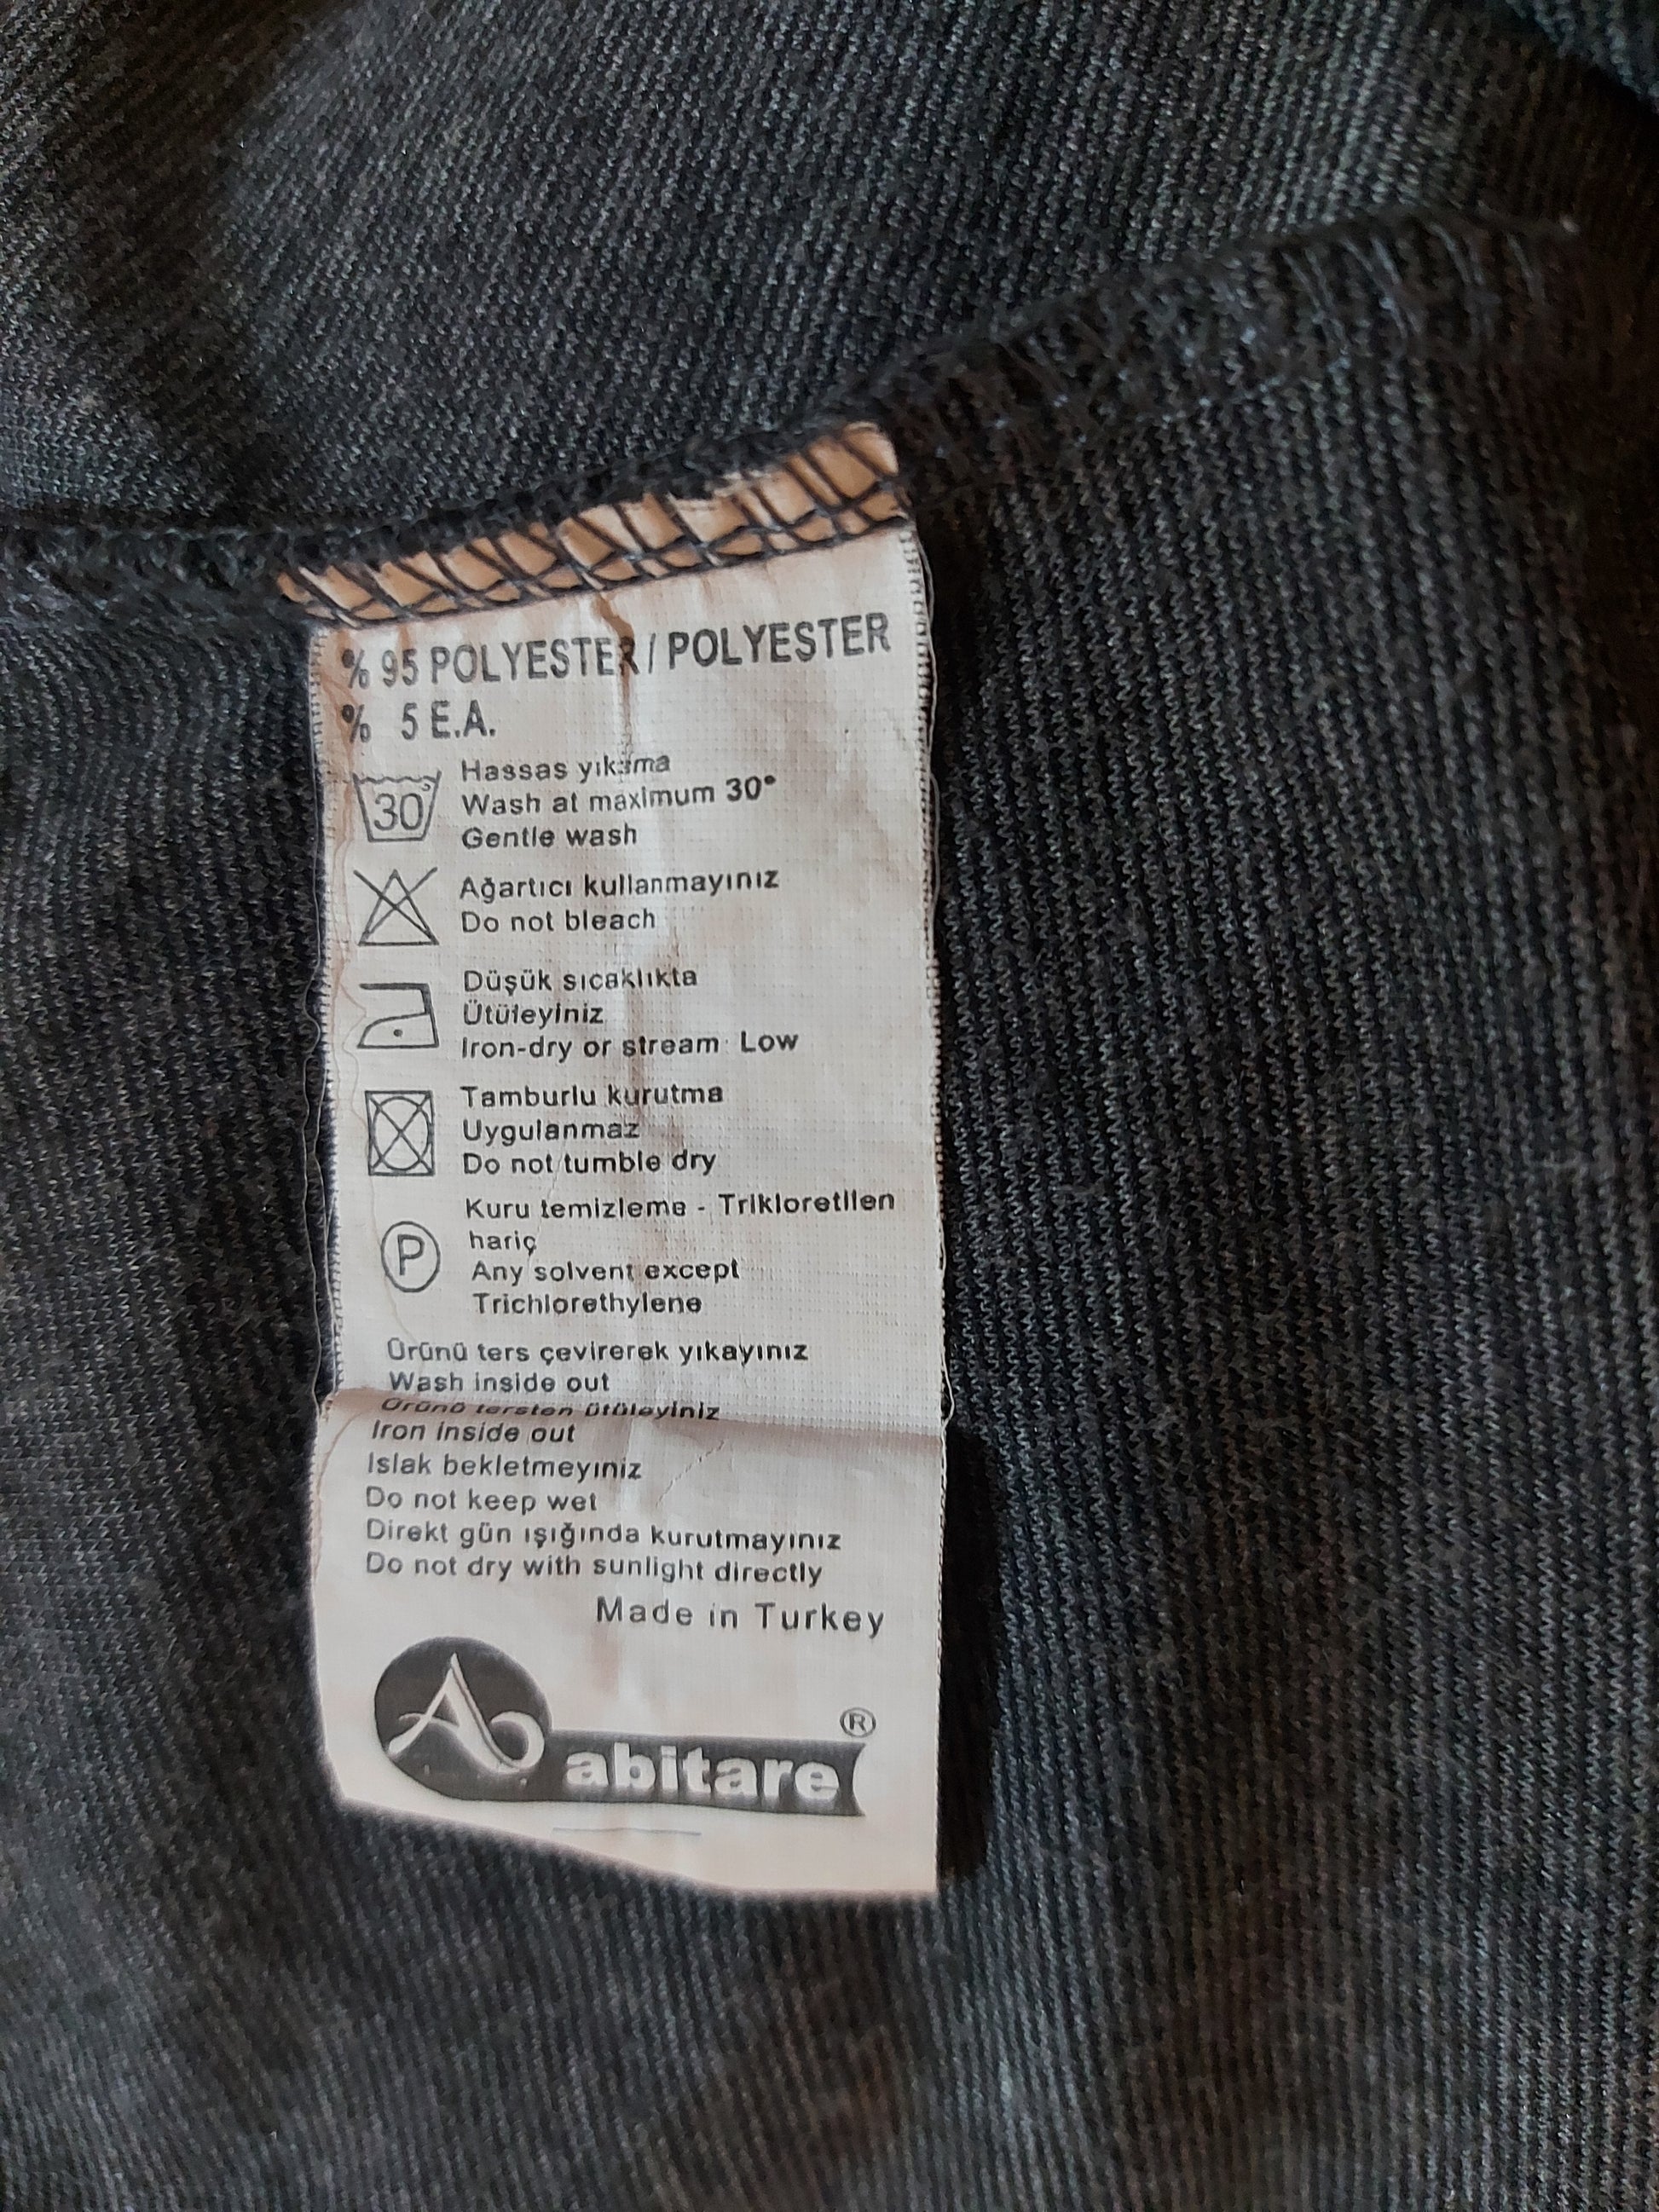 % 95 POLYESTER / POLYESTER
% 5 E.A.
30°
Hassas yıkama
Wash at maximum 30°
Gentle wash
Ağartıcı kullanmayınız
Do not bleach
Düşük sıcaklıkta
Ütüleyiniz
Iron-dry or stream: Low
Tamburlu kurutma
Uygulanmaz
Do not tumble dry
P
Kuru temizleme - Trikloretilen
hariç
Any solvent except
Trichlorethylene
Ürünü ters çevirerek yıkayınız
Wash inside out
Ürünü tersten ütüleyiniz
Iron inside out
Islak bekletmeyınız
Do not keep wet
Direkt gün ışığında kurutmayınız
Do not dry with sunlight directly
Made in Turkey
A abitare ®